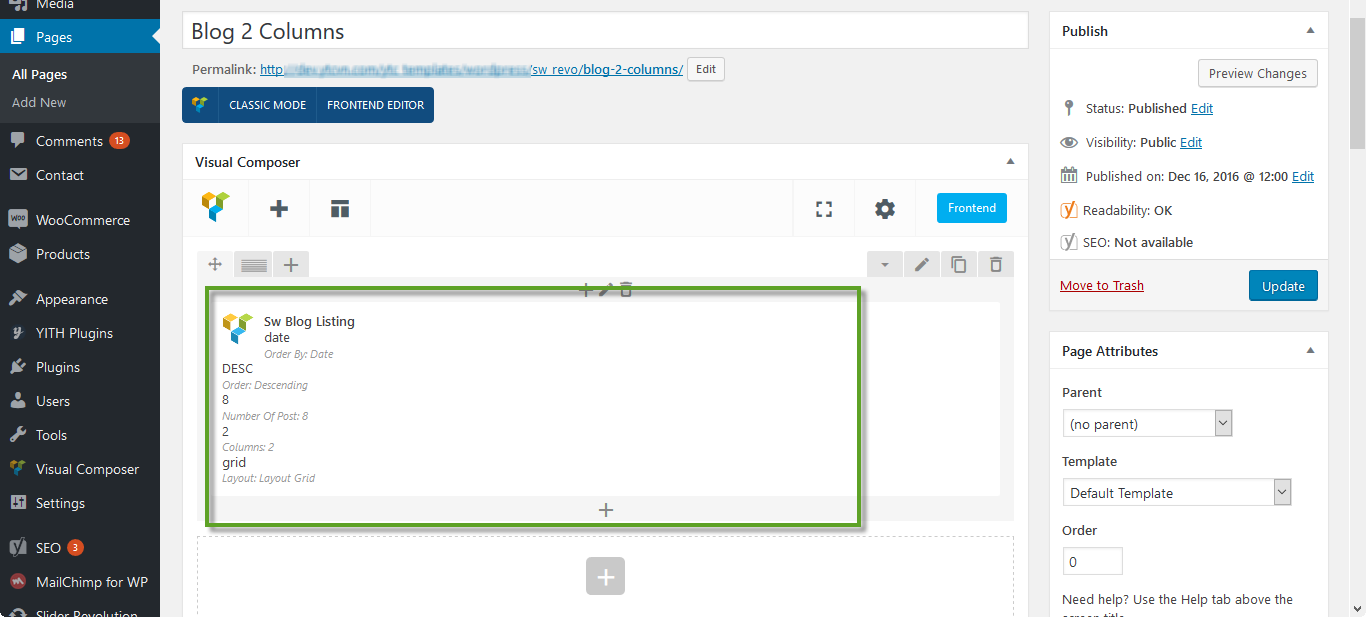 Media
Pages
All Pages
Add New
Comments 13
Contact
WooCommerce
Products
Appearance
YITH Plugins
Plugins
Users
Tools
Visual Composer
Settings
SEO 3
MailChimp for WP
Slider Revolution
Blog 2 Columns
Permalink: http /sw_revo/blog-2-columns/ Edit
CLASSIC MODE FRONTEND EDITOR
Visual Composer
Frontend
Sw Blog Listing
date
Order By: Date
DESC
Order: Descending
8
Number Of Post: 8
2
Columns: 2
grid
Layout: Layout Grid
Publish
Preview Changes
Status: Published Edit
Visibility: Public Edit
Published on: Dec 16, 2016 @ 12:00 Edit
Readability: OK
SEO: Not available
Move to Trash Update
Page Attributes
Parent
(no parent)
Template
Default Template
Order
0
Need help? Use the Help tab above the
screen title.